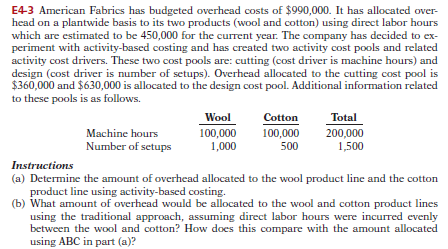 E4-3 American Fabrics has budgeted overhead costs of $990,000. It has allocated over-
head on a plantwide basis to its two products (wool and cotton) using direct labor hours
which are estimated to be 450,000 for the current year. The company has decided to ex-
periment with activity-based costing and has created two activity cost pools and related
activity cost drivers. These two cost pools are: cutting (cost driver is machine hours) and
design (cost driver is number of setups). Overhead allocated to the cutting cost pool is
$360,000 and $630,000 is allocated to the design cost pool. Additional information related
to these pools is as follows.
Wool Cotton Total
Machine hours 100,000 100,000 200,000
Number of setups 1,000 500 1,500
Instructions
(a) Determine the amount of overhead allocated to the wool product line and the cotton
product line using activity-based costing.
(b) What amount of overhead would be allocated to the wool and cotton product lines
using the traditional approach, assuming direct labor hours were incurred evenly
between the wool and cotton? How does this compare with the amount allocated
using ABC in part (a)?